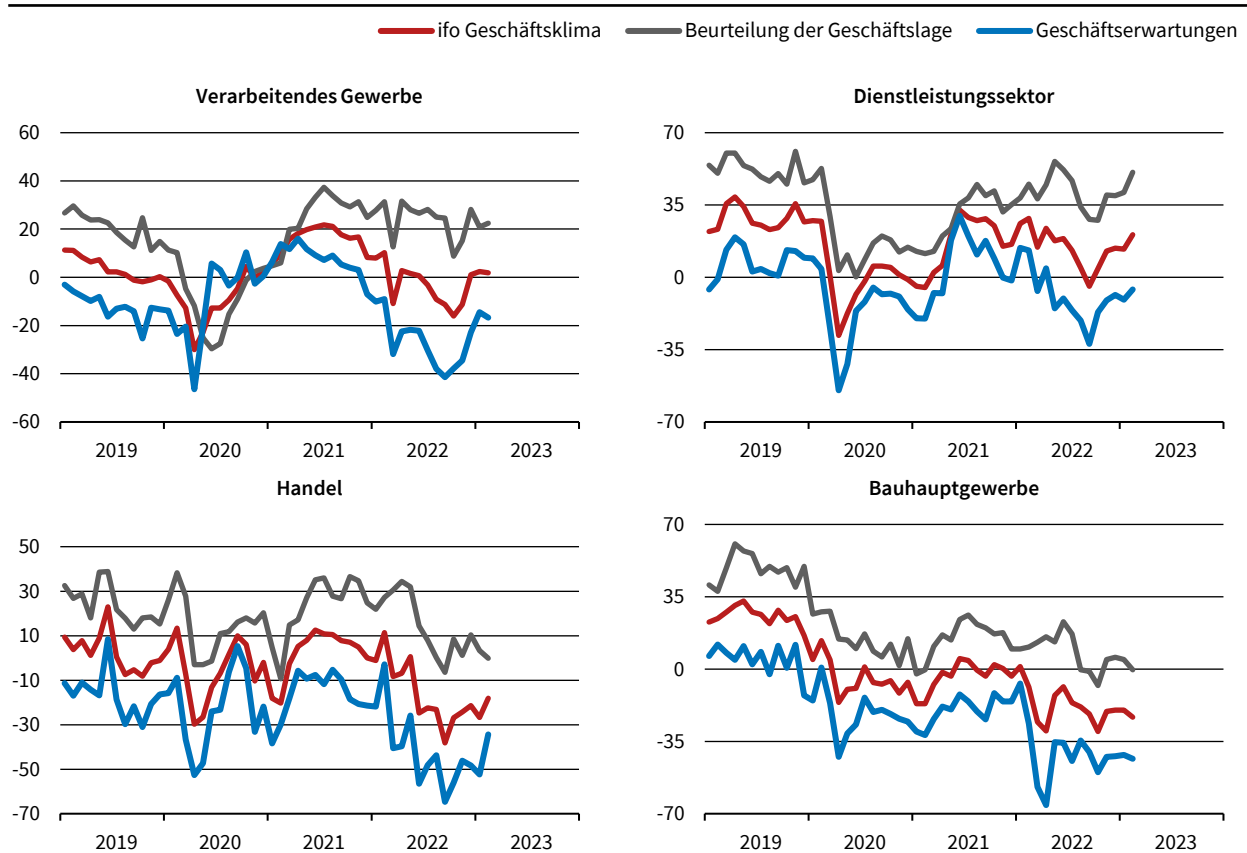 ifo Geschäftsklima Beurteilung der Geschäftslage Geschäftserwartungen
Verarbeitendes Gewerbe
60
40
20
0
-20
-40
-60
2019 2020 2021 2022 2023
Dienstleistungssektor
70
35
0
-35
-70
2019 2020 2021 2022 2023
Handel
50
30
10
-10
-30
-50
-70
2019 2020 2021 2022 2023
Bauhauptgewerbe
70
35
0
-35
-70
2019 2020 2021 2022 2023